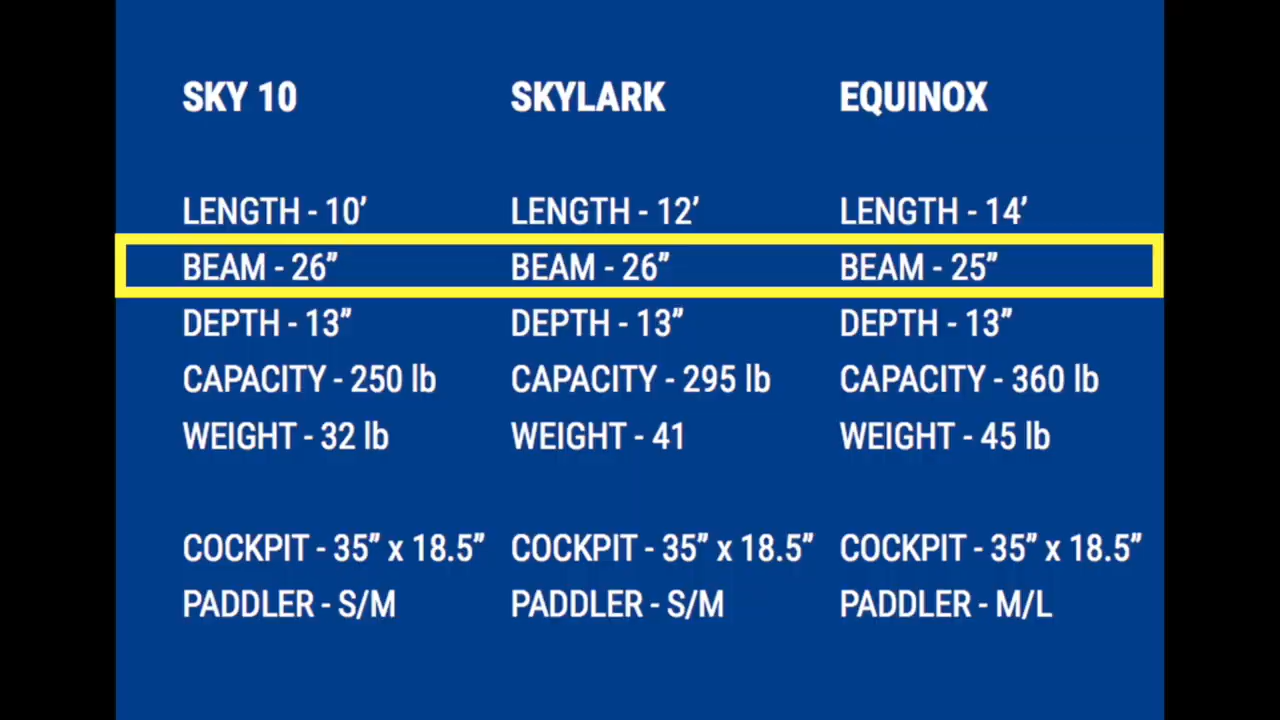 SKY 10 SKYLARK EQUINOX
LENGTH - 10’ LENGTH - 12’ LENGTH - 14’
BEAM - 26” BEAM - 26” BEAM - 25”
DEPTH - 13” DEPTH - 13” DEPTH - 13”
CAPACITY - 250 lb CAPACITY - 295 lb CAPACITY - 360 lb
WEIGHT - 32 lb WEIGHT - 41 WEIGHT - 45 lb
COCKPIT - 35” x 18.5” COCKPIT - 35” x 18.5” COCKPIT - 35” x 18.5”
PADDLER - S/M PADDLER - S/M PADDLER - M/L